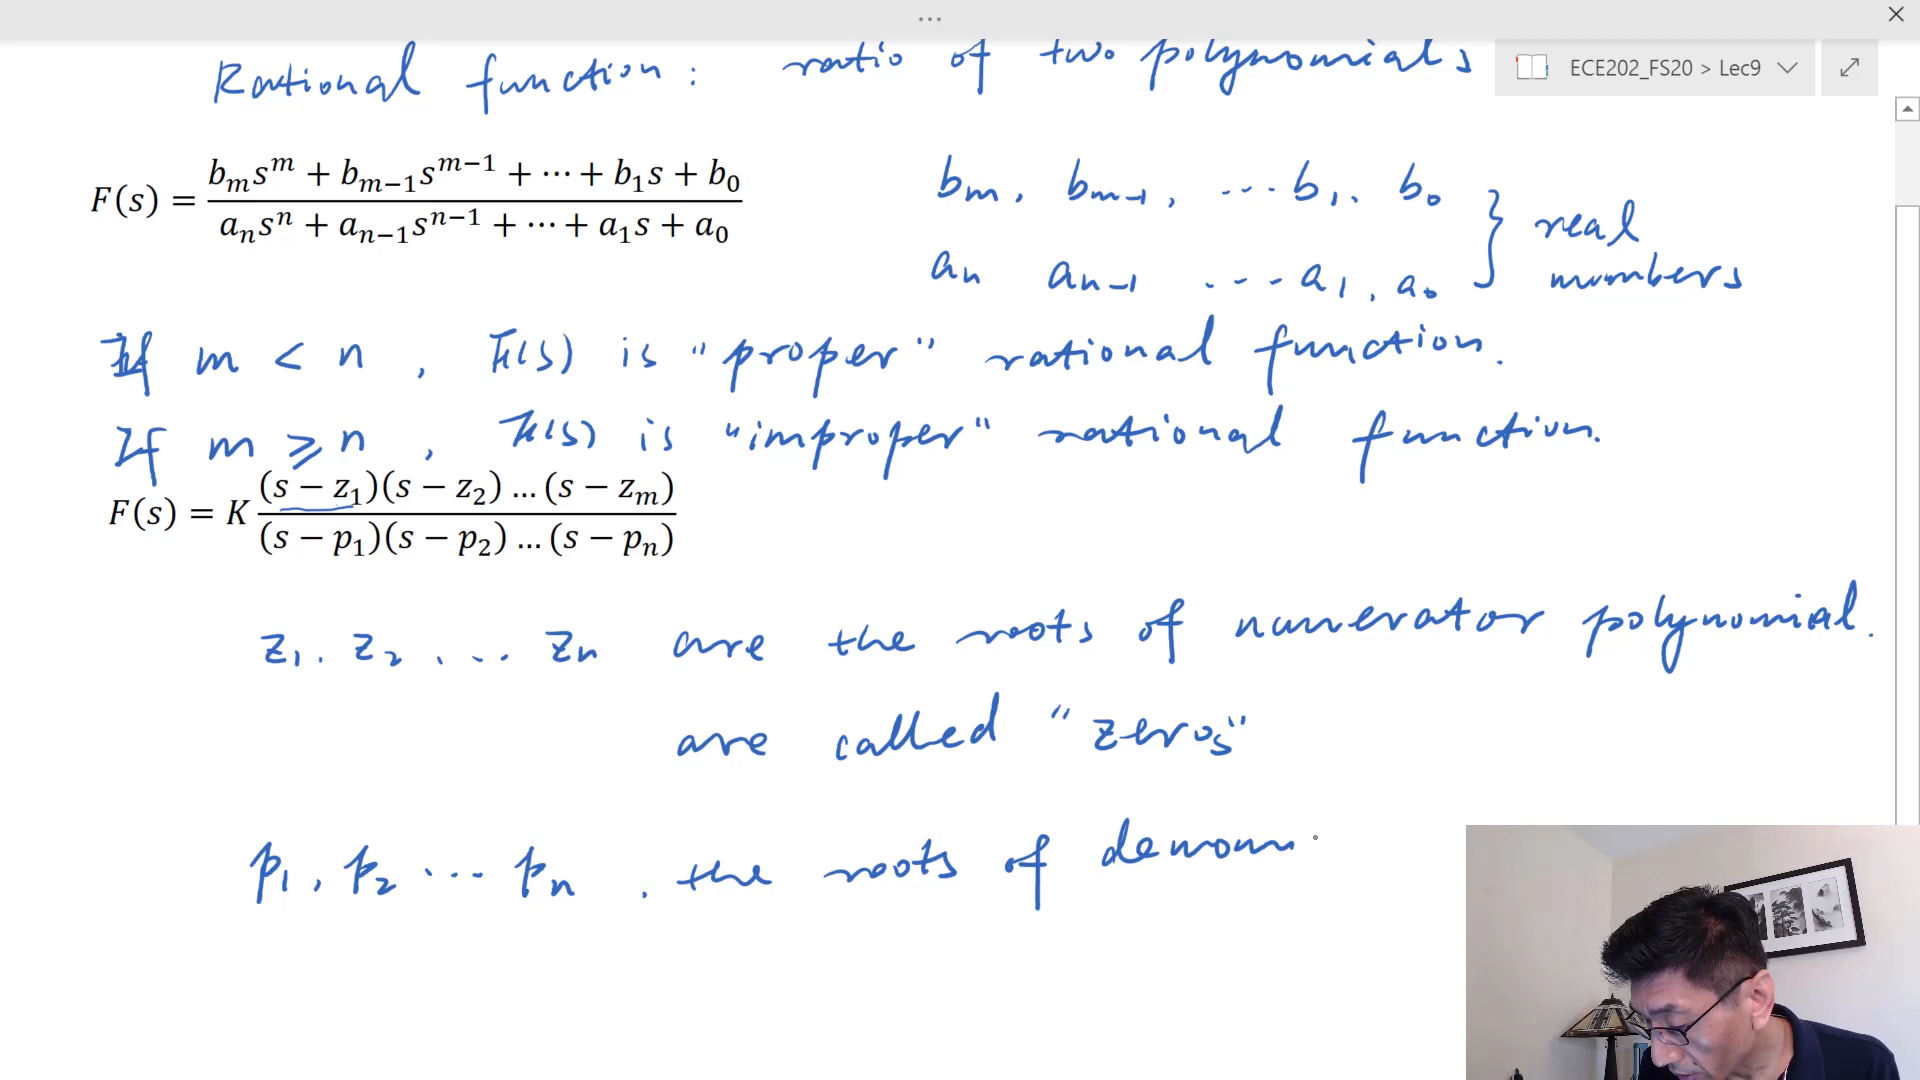 Rational function: ratio of two polynomials
ECE202_FS20 > Lec9
F(s) = (b_m s^m + b_{m−1} s^{m−1} + ⋯ + b_1 s + b_0) / (a_n s^n + a_{n−1} s^{n−1} + ⋯ + a_1 s + a_0)
b_m, b_{m-1}, ... b_1, b_0 } real
a_n a_{n-1} ... a_1, a_0 } numbers
If m < n, F(s) is "proper" rational function.
If m ⩾ n, F(s) is "improper" rational function.
F(s) = K ((s − z_1)(s − z_2) … (s − z_m)) / ((s − p_1)(s − p_2) … (s − p_n))
z_1, z_2, ... z_n are the roots of numerator polynomial.
are called "zeros"
p_1, p_2 ... p_n, the roots of denom